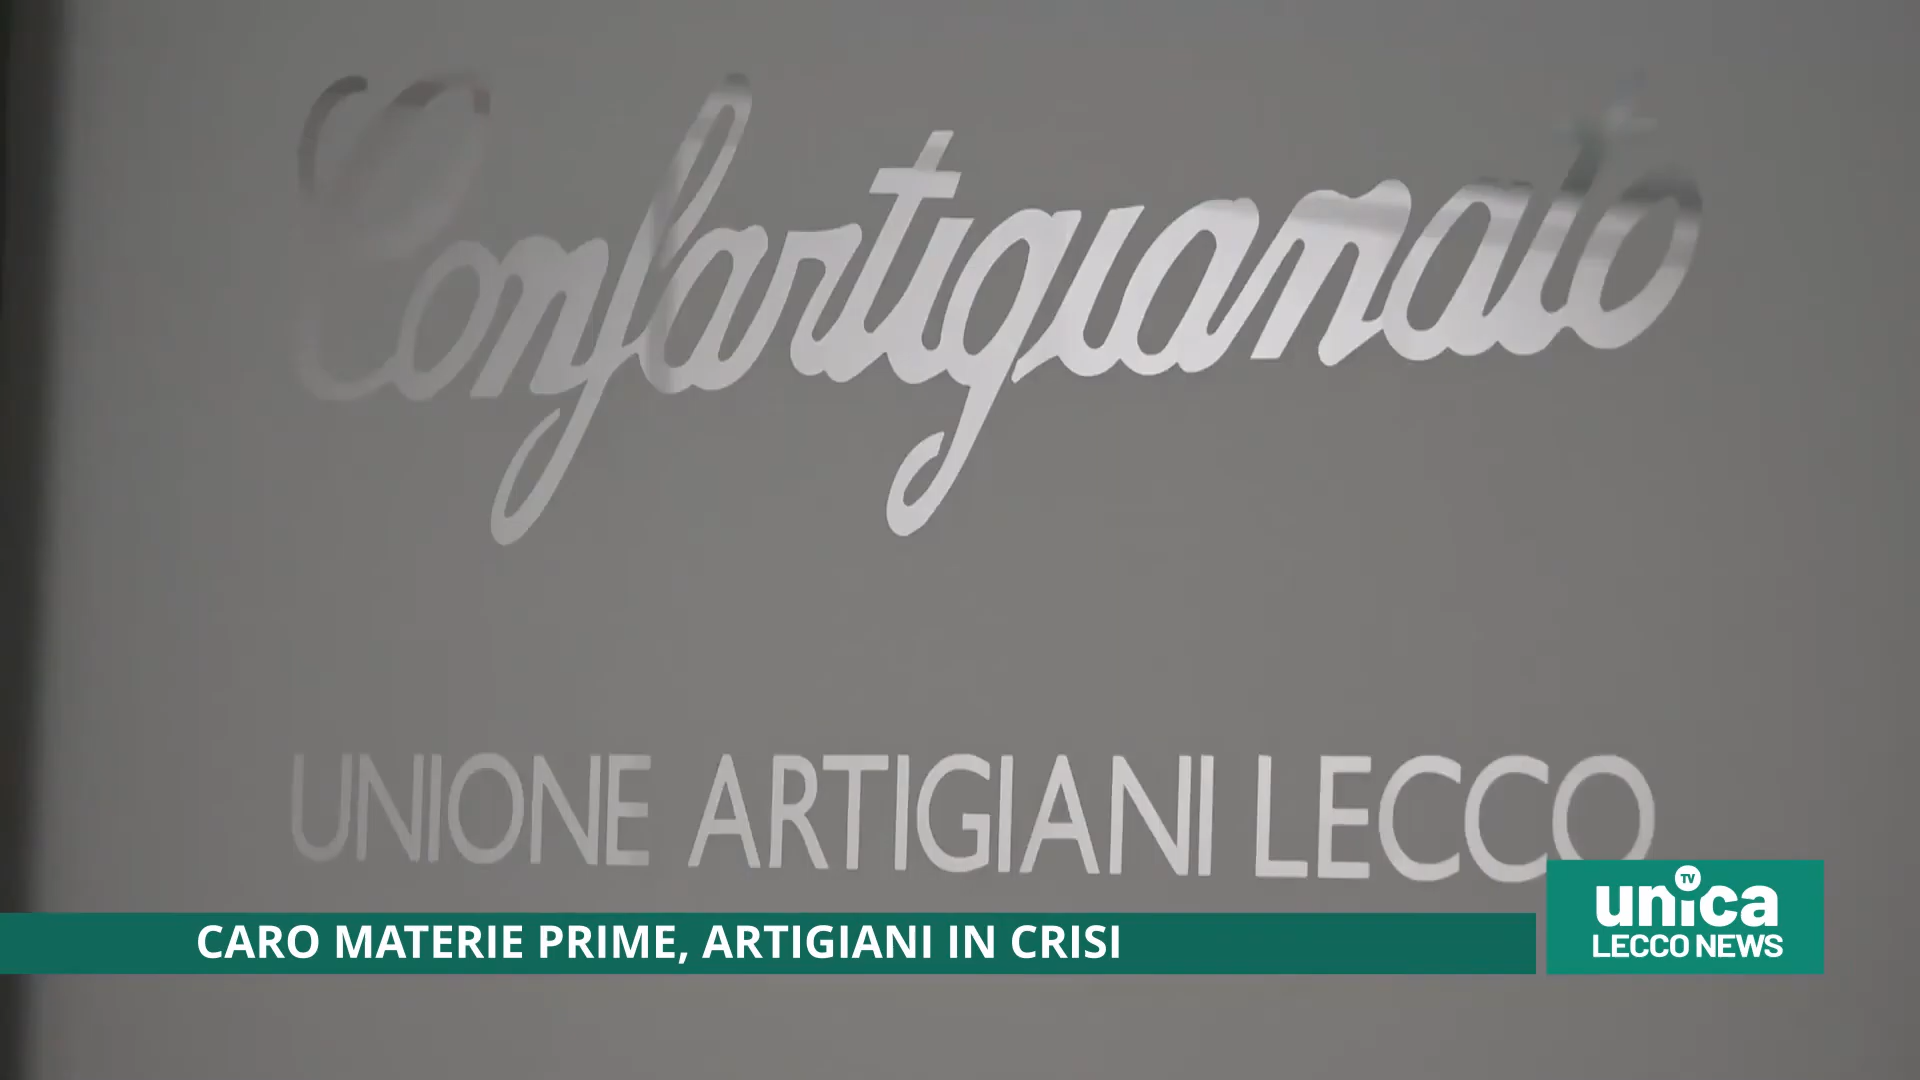 Confartigianato
UNIONE ARTIGIANI LECCO
CARO MATERIE PRIME, ARTIGIANI IN CRISI
unica TV
LECCO NEWS